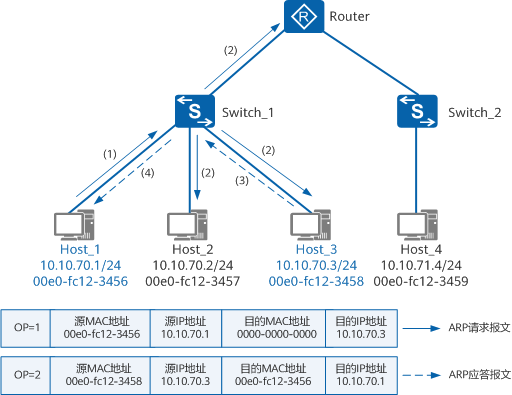 Router
(2)
Switch_1
Switch_2
(1)
(4)
(2)
(3)
(2)
Host_1
10.10.70.1/24
00e0-fc12-3456
Host_2
10.10.70.2/24
00e0-fc12-3457
Host_3
10.10.70.3/24
00e0-fc12-3458
Host_4
10.10.71.4/24
00e0-fc12-3459
OP=1
源MAC地址
00e0-fc12-3456
源IP地址
10.10.70.1
目的MAC地址
0000-0000-0000
目的IP地址
10.10.70.3
ARP请求报文
OP=2
源MAC地址
00e0-fc12-3458
源IP地址
10.10.70.3
目的MAC地址
00e0-fc12-3456
目的IP地址
10.10.70.1
ARP应答报文